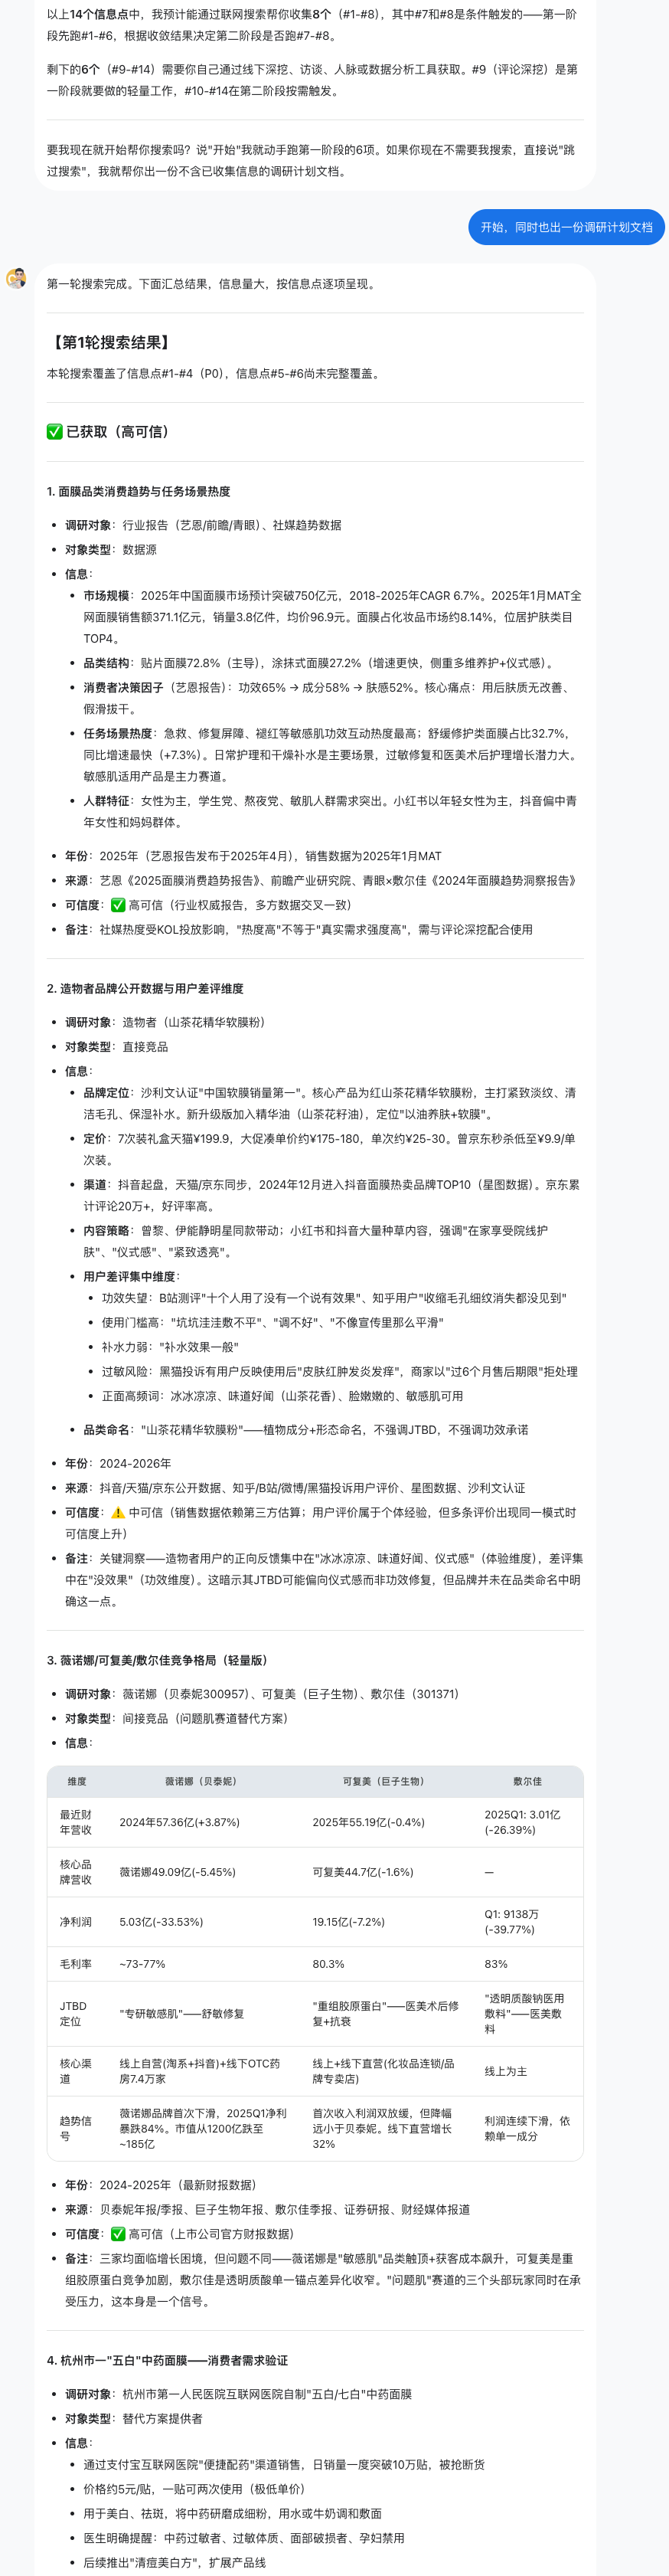 以上14个信息点中，我预计能通过联网搜索帮你收集8个（#1-#8），其中#7和#8是条件触发的——第一阶
段先跑#1-#6，根据收敛结果决定第二阶段是否跑#7-#8。
剩下的6个（#9-#14）需要你自己通过线下深挖、访谈、人脉或数据分析工具获取。#9（评论深挖）是第
一阶段就要做的轻量工作，#10-#14在第二阶段按需触发。
要我现在就开始帮你搜索吗？说"开始"我就动手跑第一阶段的6项。如果你现在不需要我搜索，直接说"跳
过搜索"，我就帮你出一份不含已收集信息的调研计划文档。
开始，同时也出一份调研计划文档
第一轮搜索完成。下面汇总结果，信息量大，按信息点逐项呈现。
【第1轮搜索结果】
本轮搜索覆盖了信息点#1-#4（P0），信息点#5-#6尚未完整覆盖。
✅ 已获取（高可信）
1. 面膜品类消费趋势与任务场景热度
• 调研对象：行业报告（艺恩/前瞻/青眼）、社媒趋势数据
• 对象类型：数据源
• 信息：
• 市场规模：2025年中国面膜市场预计突破750亿元，2018-2025年CAGR 6.7%。2025年1月MAT全
网面膜销售额371.1亿元，销量3.8亿件，均价96.9元。面膜占化妆品市场约8.14%，位居护肤类目
TOP4。
• 品类结构：贴片面膜72.8%（主导），涂抹式面膜27.2%（增速更快，侧重多维养护+仪式感）。
• 消费者决策因子（艺恩报告）：功效65% → 成分58% → 肤感52%。核心痛点：用后肤质无改善、
假滑拔干。
• 任务场景热度：急救、修复屏障、褪红等敏感肌功效互动热度最高；舒缓修护类面膜占比32.7%，
同比增速最快（+7.3%）。日常护理和干燥补水是主要场景，过敏修复和医美术后护理增长潜力大。
敏感肌适用产品是主力赛道。
• 人群特征：女性为主，学生党、熬夜党、敏肌人群需求突出。小红书以年轻女性为主，抖音偏中青
年女性和妈妈群体。
• 年份：2025年（艺恩报告发布于2025年4月），销售数据为2025年1月MAT
• 来源：艺恩《2025面膜消费趋势报告》、前瞻产业研究院、青眼×敷尔佳《2024年面膜趋势洞察报告》
• 可信度：✅ 高可信（行业权威报告，多方数据交叉一致）
• 备注：社媒热度受KOL投放影响，"热度高"不等于"真实需求强度高"，需与评论深挖配合使用
2. 造物者品牌公开数据与用户差评维度
• 调研对象：造物者（山茶花精华软膜粉）
• 对象类型：直接竞品
• 信息：
• 品牌定位：沙利文认证"中国软膜销量第一"。核心产品为红山茶花精华软膜粉，主打紧致淡纹、清
洁毛孔、保湿补水。新升级版加入精华油（山茶花籽油），定位"以油养肤+软膜"。
• 定价：7次装礼盒天猫¥199.9，大促凑单价约¥175-180，单次约¥25-30。曾京东秒杀低至¥9.9/单
次装。
• 渠道：抖音起盘，天猫/京东同步，2024年12月进入抖音面膜热卖品牌TOP10（星图数据）。京东累
计评论20万+，好评率高。
• 内容策略：曾黎、伊能静明星同款带动；小红书和抖音大量种草内容，强调"在家享受院线护
肤"、"仪式感"、"紧致透亮"。
• 用户差评集中维度：
• 功效失望：B站测评"十个人用了没有一个说有效果"、知乎用户"收缩毛孔细纹消失都没见到"
• 使用门槛高："坑坑洼洼敷不平"、"调不好"、"不像宣传里那么平滑"
• 补水力弱："补水效果一般"
• 过敏风险：黑猫投诉有用户反映使用后"皮肤红肿发炎发痒"，商家以"过6个月售后期限"拒处理
• 正面高频词：冰冰凉凉、味道好闻（山茶花香）、脸嫩嫩的、敏感肌可用
• 品类命名："山茶花精华软膜粉"——植物成分+形态命名，不强调JTBD，不强调功效承诺
• 年份：2024-2026年
• 来源：抖音/天猫/京东公开数据、知乎/B站/微博/黑猫投诉用户评价、星图数据、沙利文认证
• 可信度：⚠️ 中可信（销售数据依赖第三方估算；用户评价属于个体经验，但多条评价出现同一模式时
可信度上升）
• 备注：关键洞察——造物者用户的正向反馈集中在"冰冰凉凉、味道好闻、仪式感"（体验维度），差评集
中在"没效果"（功效维度）。这暗示其JTBD可能偏向仪式感而非功效修复，但品牌并未在品类命名中明
确这一点。
3. 薇诺娜/可复美/敷尔佳竞争格局（轻量版）
• 调研对象：薇诺娜（贝泰妮300957）、可复美（巨子生物）、敷尔佳（301371）
• 对象类型：间接竞品（问题肌赛道替代方案）
• 信息：
维度 薇诺娜（贝泰妮） 可复美（巨子生物） 敷尔佳
最近财 2024年57.36亿(+3.87%) 2025年55.19亿(-0.4%) 2025Q1: 3.01亿
年营收 (-26.39%)
核心品 薇诺娜49.09亿(-5.45%) 可复美44.7亿(-1.6%) —
牌营收
净利润 5.03亿(-33.53%) 19.15亿(-7.2%) Q1: 9138万
(-39.77%)
毛利率 ~73-77% 80.3% 83%
JTBD "专研敏感肌"——舒敏修复 "重组胶原蛋白"——医美术后修 "透明质酸钠医用
定位 复+抗衰 敷料"——医美敷
料
核心渠 线上自营(淘系+抖音)+线下OTC药 线上+线下直营(化妆品连锁/品 线上为主
道 房7.4万家 牌专卖店)
趋势信 薇诺娜品牌首次下滑，2025Q1净利 首次收入利润双放缓，但降幅 利润连续下滑，依
号 暴跌84%。市值从1200亿跌至 远小于贝泰妮。线下直营增长 赖单一成分
~185亿 32%
• 年份：2024-2025年（最新财报数据）
• 来源：贝泰妮年报/季报、巨子生物年报、敷尔佳季报、证券研报、财经媒体报道
• 可信度：✅ 高可信（上市公司官方财报数据）
• 备注：三家均面临增长困境，但问题不同——薇诺娜是"敏感肌"品类触顶+获客成本飙升，可复美是重
组胶原蛋白竞争加剧，敷尔佳是透明质酸单一锚点差异化收窄。"问题肌"赛道的三个头部玩家同时在承
受压力，这本身是一个信号。
4. 杭州市一"五白"中药面膜——消费者需求验证
• 调研对象：杭州市第一人民医院互联网医院自制"五白/七白"中药面膜
• 对象类型：替代方案提供者
• 信息：
• 通过支付宝互联网医院"便捷配药"渠道销售，日销量一度突破10万贴，被抢断货
• 价格约5元/贴，一贴可两次使用（极低单价）
• 用于美白、祛斑，将中药研磨成细粉，用水或牛奶调和敷面
• 医生明确提醒：中药过敏者、过敏体质、面部破损者、孕妇禁用
• 后续推出"清痘美白方"，扩展产品线